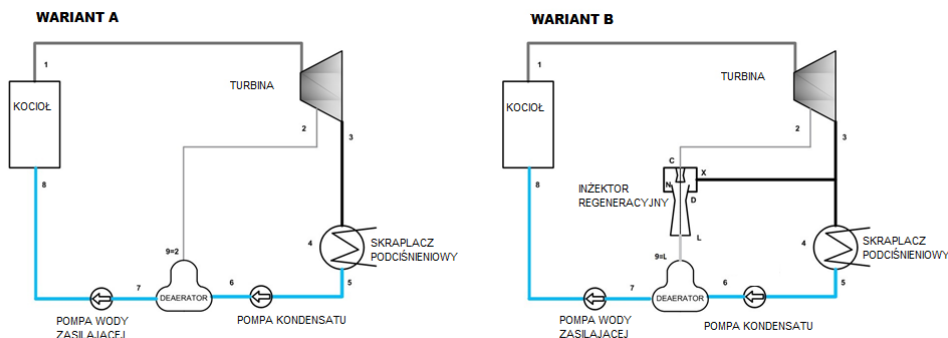 WARIANT A
1
TURBINA
KOCIOŁ
2
3
8
4
SKRAPLACZ
PODCIŚNIENIOWY
9=2
7
DEAERATOR
6
5
POMPA WODY
ZASILAJĄCEJ
POMPA KONDENSATU
WARIANT B
1
TURBINA
KOCIOŁ
2
3
C
X
N
D
INŻEKTOR
REGENERACYJNY
8
L
4
SKRAPLACZ
PODCIŚNIENIOWY
9=L
7
DEAERATOR
6
5
POMPA WODY
ZASILAJĄCEJ
POMPA KONDENSATU